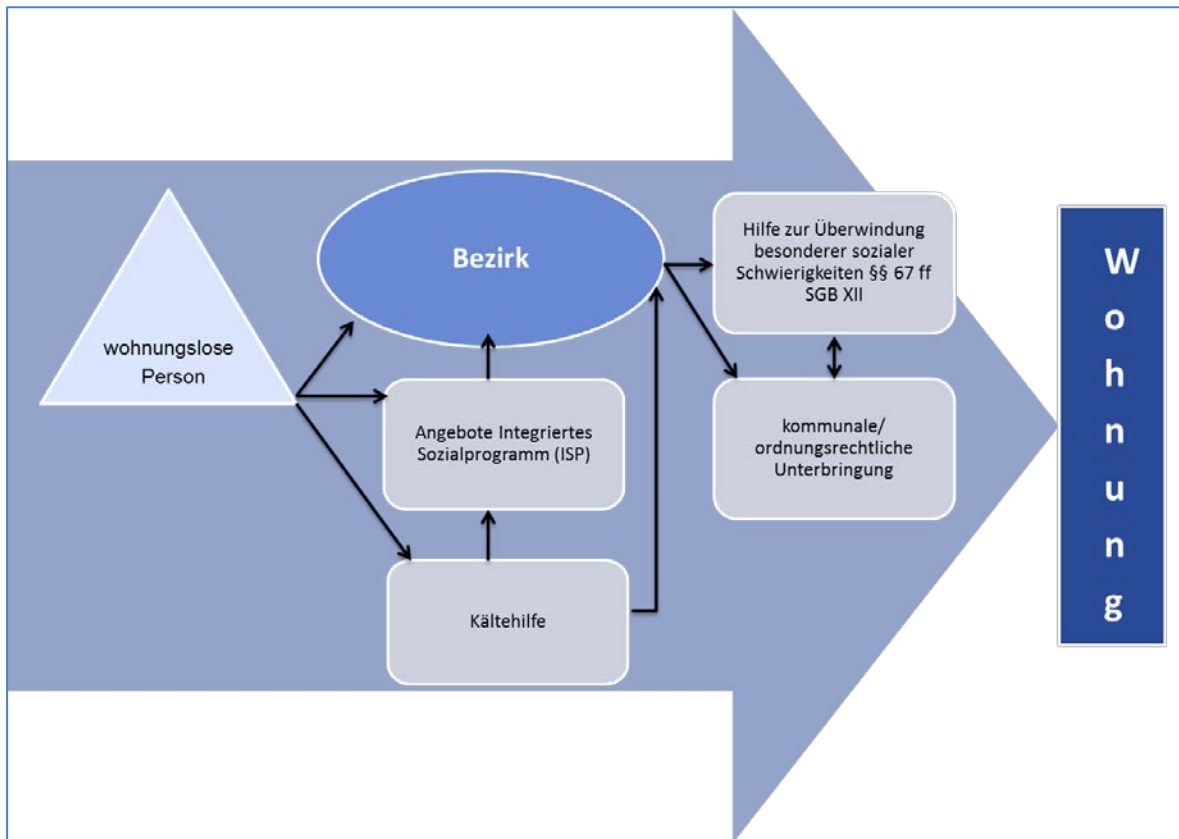 wohnungslose
Person
Bezirk
Angebote Integriertes
Sozialprogramm (ISP)
Kältehilfe
Hilfe zur Überwindung
besonderer sozialer
Schwierigkeiten §§ 67 ff
SGB XII
kommunale/
ordnungsrechtliche
Unterbringung
W
o
h
n
u
n
g